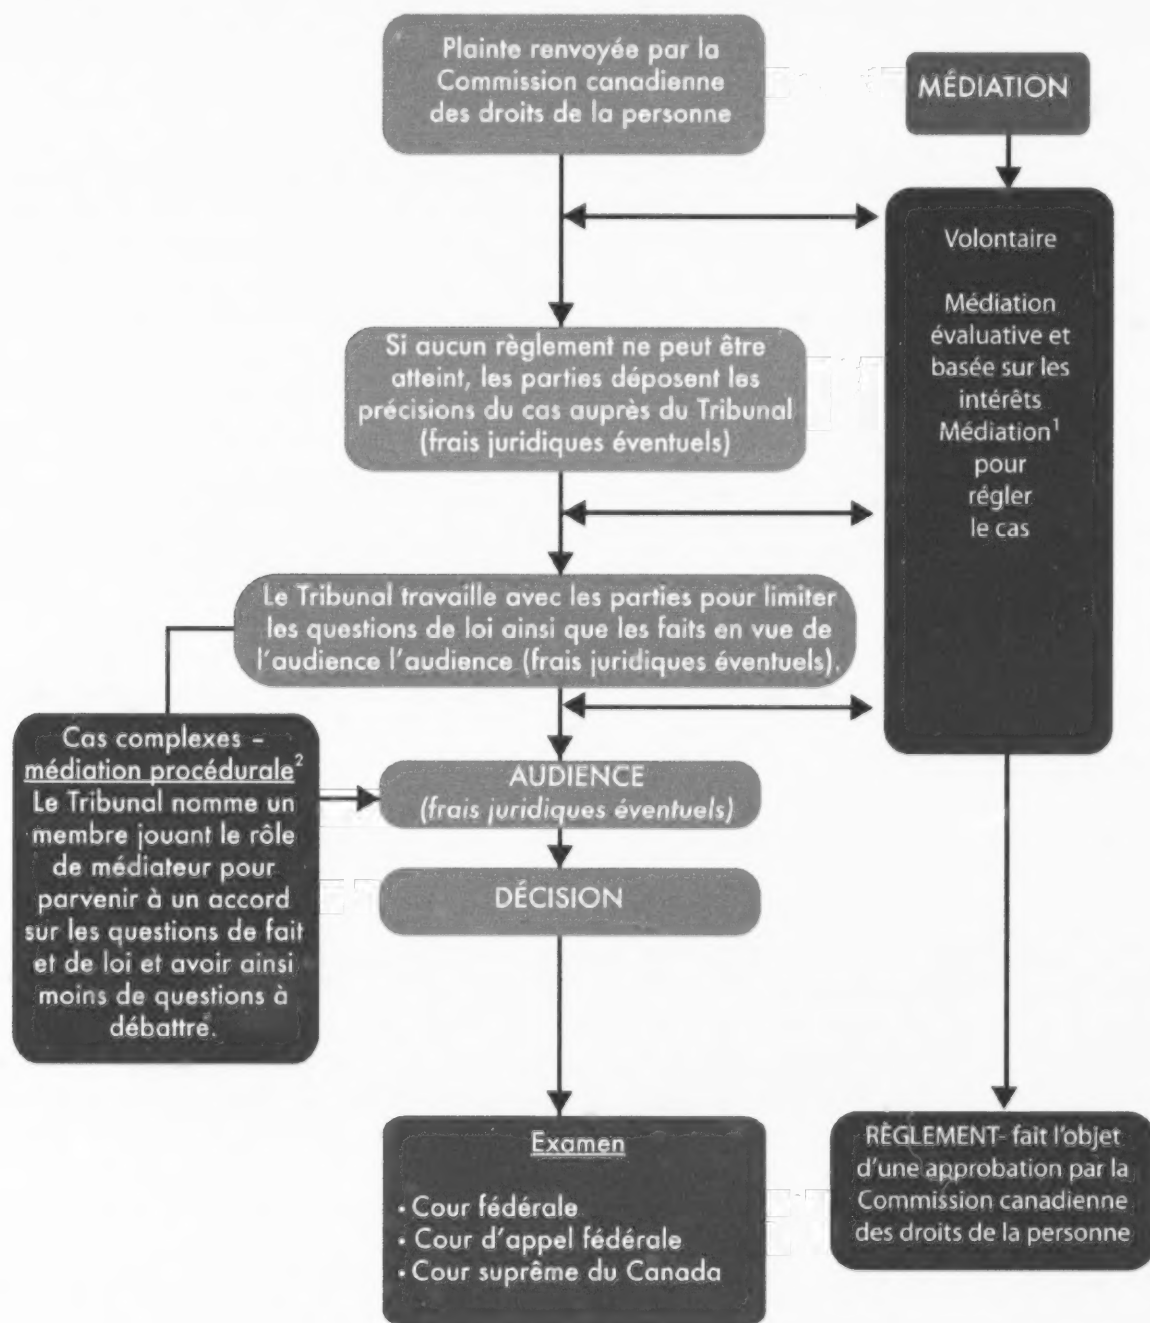 Plainte renvoyée par la
Commission canadienne
des droits de la personne
MÉDIATION
Volontaire
Médiation
évaluative et
basée sur les
intérêts
Médiation¹
pour
régler
le cas
Si aucun règlement ne peut être
atteint, les parties déposent les
précisions du cas auprès du Tribunal
(frais juridiques éventuels)
Le Tribunal travaille avec les parties pour limiter
les questions de loi ainsi que les faits en vue de
l'audience l'audience (frais juridiques éventuels).
Cas complexes –
médiation procédurale²
Le Tribunal nomme un
membre jouant le rôle
de médiateur pour
parvenir à un accord
sur les questions de fait
et de loi et avoir ainsi
moins de questions à
débattre.
AUDIENCE
(frais juridiques éventuels)
DÉCISION
Examen
• Cour fédérale
• Cour d'appel fédérale
• Cour suprême du Canada
RÈGLEMENT- fait l'objet
d'une approbation par la
Commission canadienne
des droits de la personne